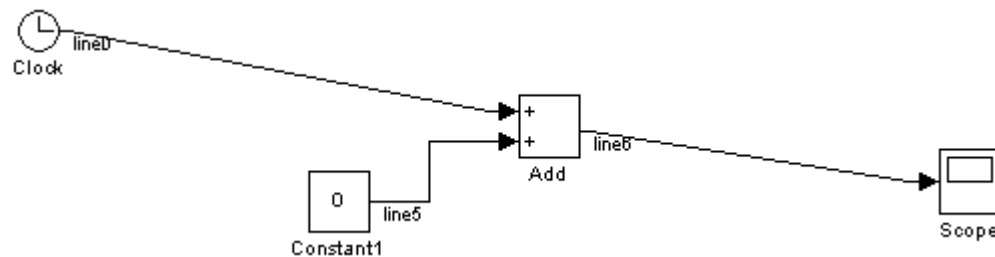 line0
Clock
+
+
line6
Add
0
line5
Constant1
Scope